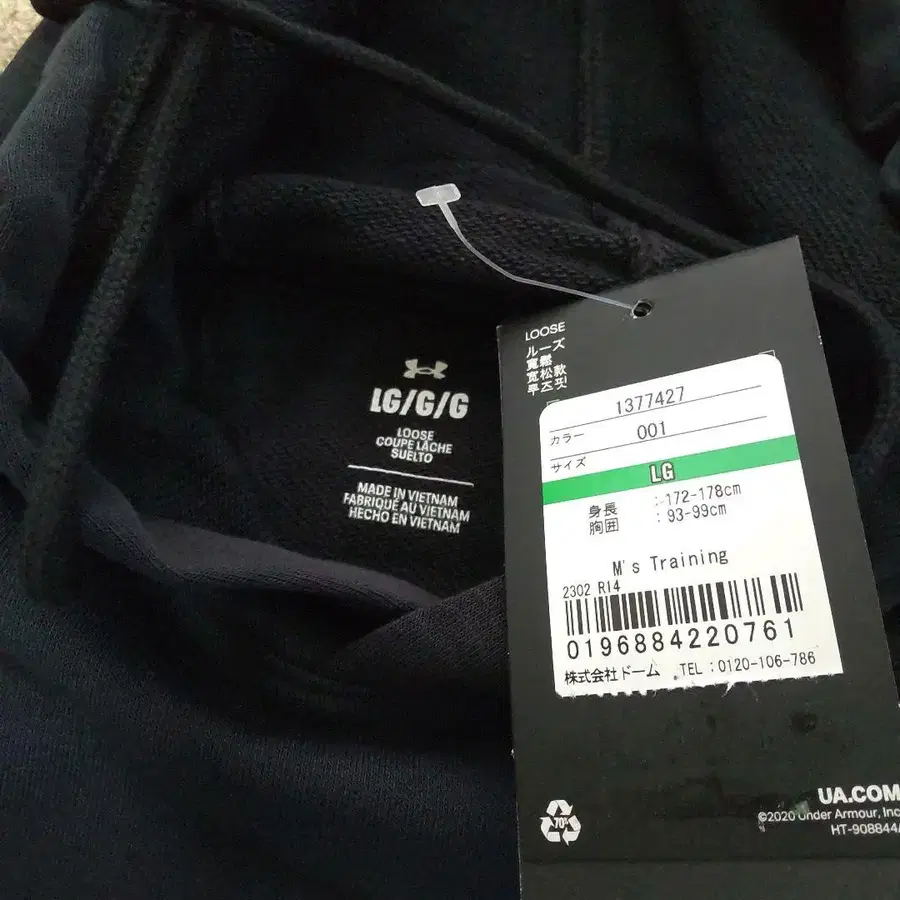 LG/G/G
LOOSE
COUPE LÂCHE
SUELTO
MADE IN VIETNAM
FABRIQUÉ AU VIETNAM
HECHO EN VIETNAM
LOOSE
ルーズ
寬鬆
宽松款
루즈핏
1377427
カラー 001
サイズ
LG
身長 :172-178cm
胸囲 :93-99cm
M's Training
2302 R14
0196884220761
株式会社ドーム TEL:0120-106-786
70%
UA.COM
©2020 Under Armour, Inc
HT-908844